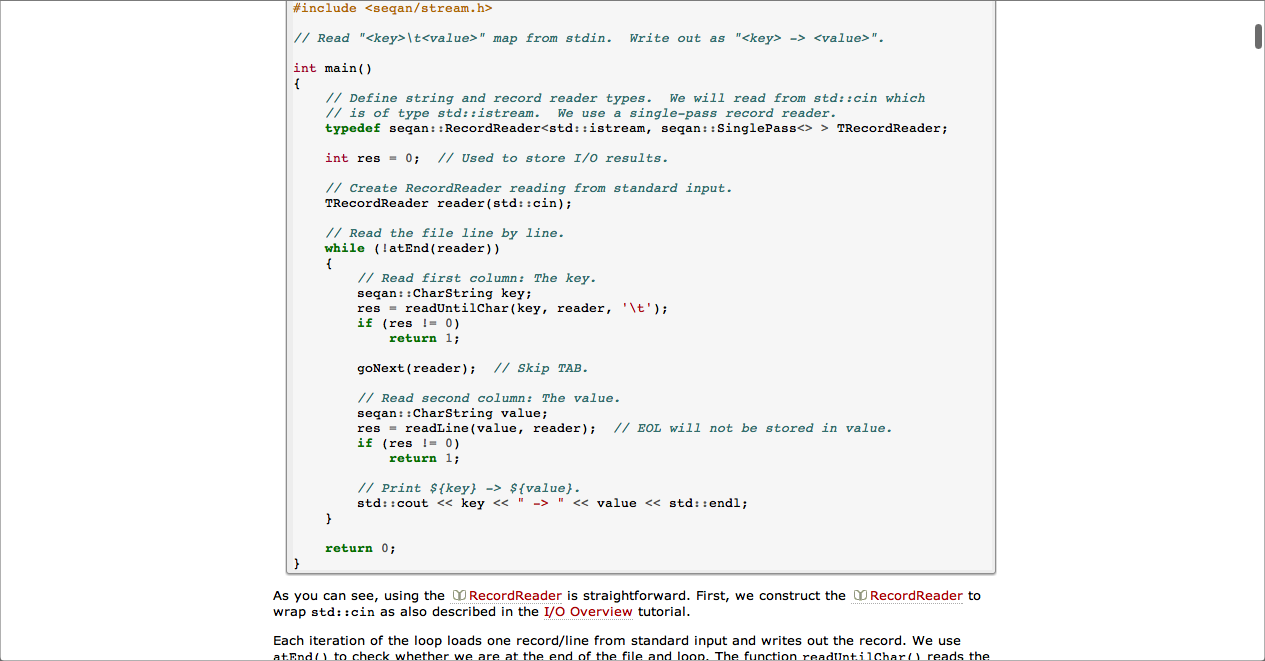 #include <seqan/stream.h>
// Read "<key>\t<value>" map from stdin.  Write out as "<key> -> <value>".
int main()
{
    // Define string and record reader types.  We will read from std::cin which
    // is of type std::istream.  We use a single-pass record reader.
    typedef seqan::RecordReader<std::istream, seqan::SinglePass<> > TRecordReader;
    int res = 0;  // Used to store I/O results.
    // Create RecordReader reading from standard input.
    TRecordReader reader(std::cin);
    // Read the file line by line.
    while (!atEnd(reader))
    {
        // Read first column: The key.
        seqan::CharString key;
        res = readUntilChar(key, reader, '\t');
        if (res != 0)
            return 1;
        goNext(reader);  // Skip TAB.
        // Read second column: The value.
        seqan::CharString value;
        res = readLine(value, reader);  // EOL will not be stored in value.
        if (res != 0)
            return 1;
        // Print ${key} -> ${value}.
        std::cout << key << " -> " << value << std::endl;
    }
    return 0;
}
As you can see, using the RecordReader is straightforward. First, we construct the RecordReader to
wrap std::cin as also described in the I/O Overview tutorial.
Each iteration of the loop loads one record/line from standard input and writes out the record. We use
atEnd() to check whether we are at the end of the file and loop. The function readUntilChar() reads the